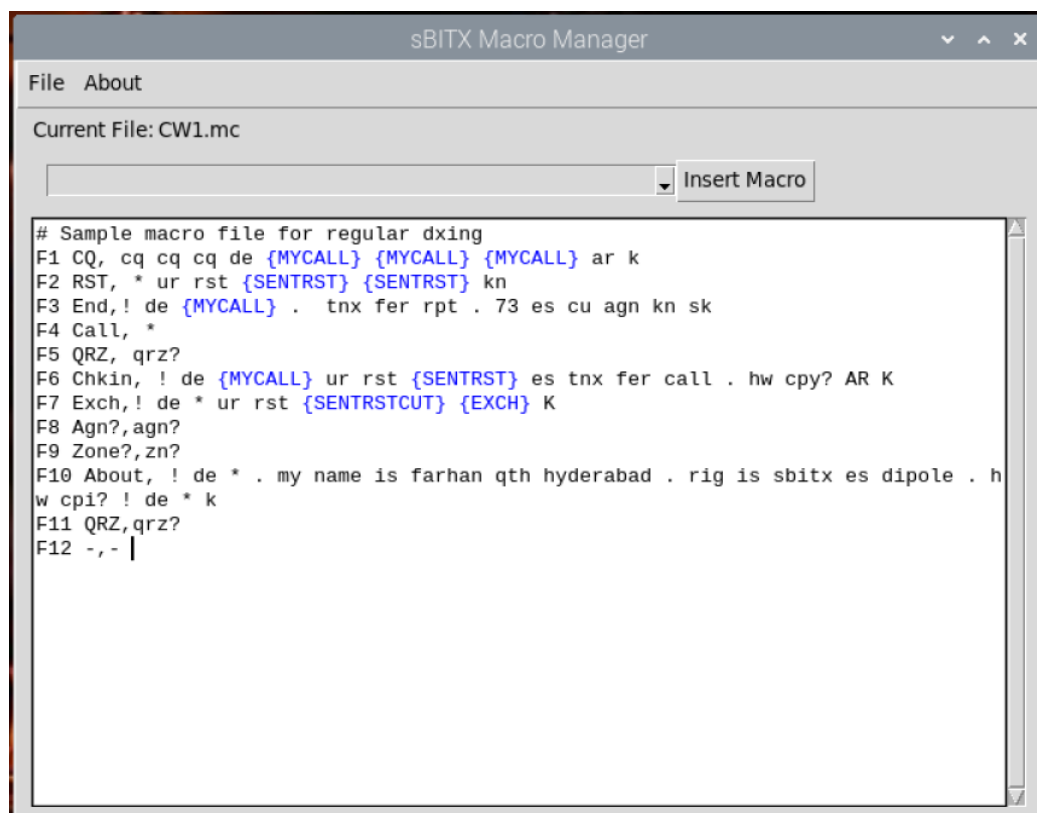 sBITX Macro Manager
File About
Current File: CW1.mc
Insert Macro
# Sample macro file for regular dxing
F1 CQ, cq cq cq de {MYCALL} {MYCALL} {MYCALL} ar k
F2 RST, * ur rst {SENTRST} {SENTRST} kn
F3 End,! de {MYCALL} .  tnx fer rpt . 73 es cu agn kn sk
F4 Call, *
F5 QRZ, qrz?
F6 Chkin, ! de {MYCALL} ur rst {SENTRST} es tnx fer call . hw cpy? AR K
F7 Exch,! de * ur rst {SENTRSTCUT} {EXCH} K
F8 Agn?,agn?
F9 Zone?,zn?
F10 About, ! de * . my name is farhan qth hyderabad . rig is sbitx es dipole . h
w cpi? ! de * k
F11 QRZ,qrz?
F12 -,-